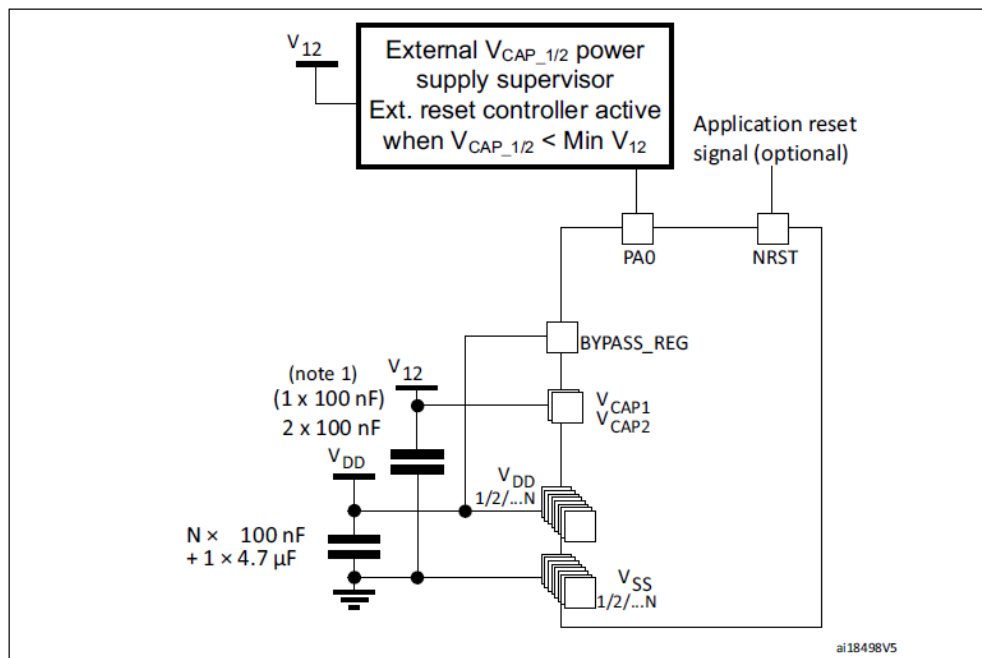 V12
External VCAP_1/2 power
supply supervisor
Ext. reset controller active
when VCAP_1/2 < Min V12
Application reset
signal (optional)
PA0
NRST
BYPASS_REG
(note 1)
(1 x 100 nF)
2 x 100 nF
V12
VCAP1
VCAP2
VDD
VDD
1/2/...N
N × 100 nF
+ 1 × 4.7 µF
VSS
1/2/...N
ai18498V5